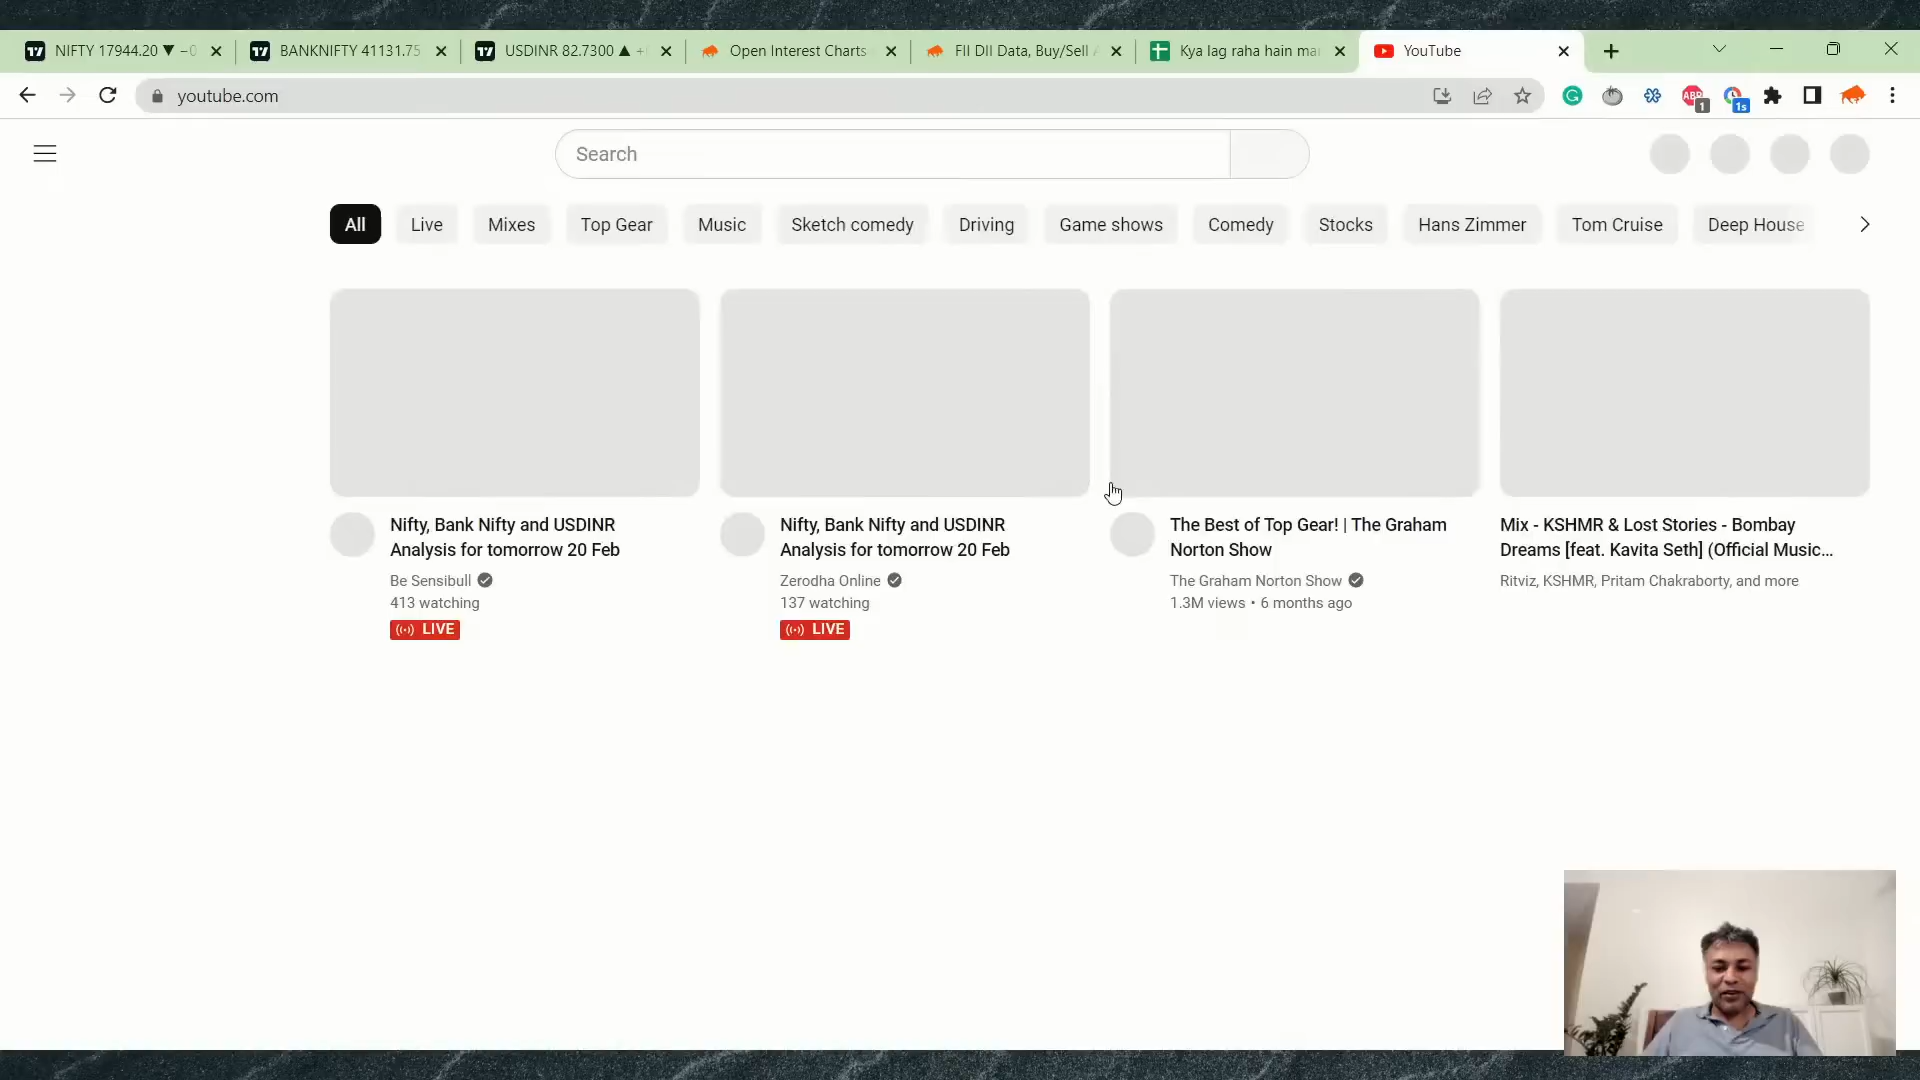 NIFTY 17944.20 ▼ −0
BANKNIFTY 41131.75
USDINR 82.7300 ▲ +
Open Interest Charts
FII DII Data, Buy/Sell A
Kya lag raha hain ma
YouTube
youtube.com
ABP
1
1s
Search
All
Live
Mixes
Top Gear
Music
Sketch comedy
Driving
Game shows
Comedy
Stocks
Hans Zimmer
Tom Cruise
Deep House
Nifty, Bank Nifty and USDINR
Analysis for tomorrow 20 Feb
Be Sensibull
413 watching
LIVE
Nifty, Bank Nifty and USDINR
Analysis for tomorrow 20 Feb
Zerodha Online
137 watching
LIVE
The Best of Top Gear! | The Graham
Norton Show
The Graham Norton Show
1.3M views • 6 months ago
Mix - KSHMR & Lost Stories - Bombay
Dreams [feat. Kavita Seth] (Official Music...
Ritviz, KSHMR, Pritam Chakraborty, and more